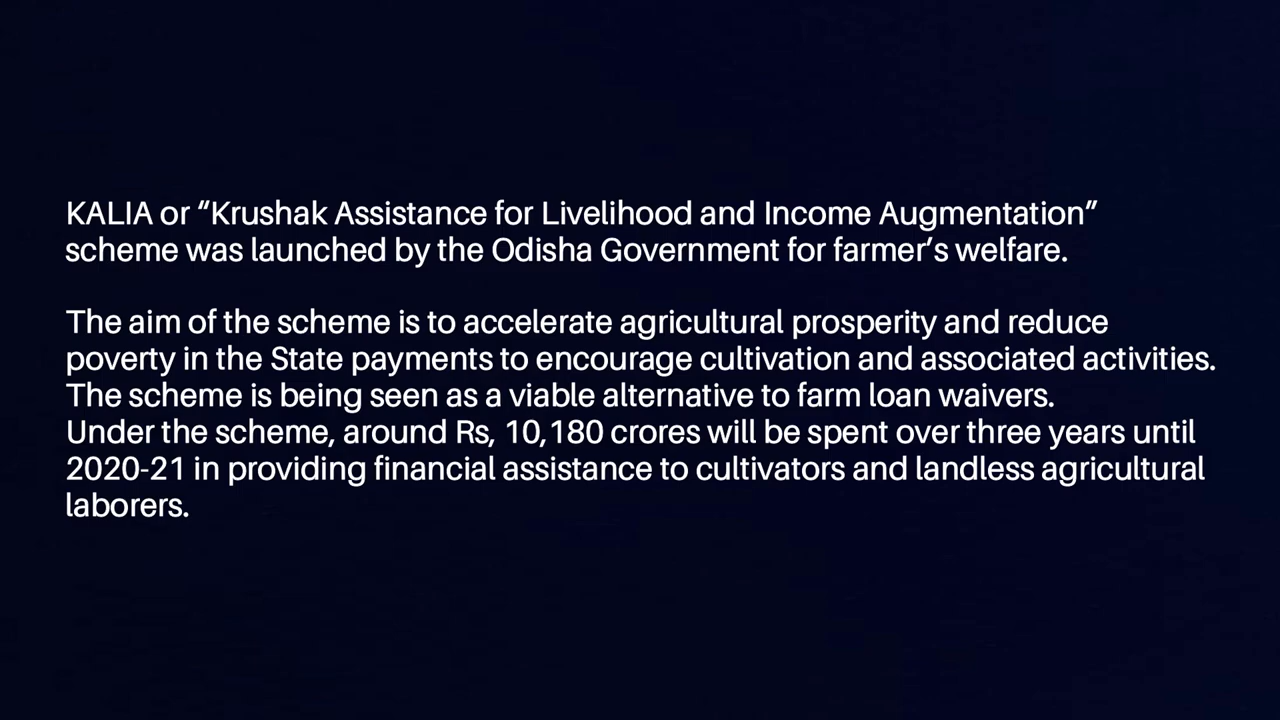 KALIA or “Krushak Assistance for Livelihood and Income Augmentation”
scheme was launched by the Odisha Government for farmer’s welfare.
The aim of the scheme is to accelerate agricultural prosperity and reduce
poverty in the State payments to encourage cultivation and associated activities.
The scheme is being seen as a viable alternative to farm loan waivers.
Under the scheme, around Rs, 10,180 crores will be spent over three years until
2020-21 in providing financial assistance to cultivators and landless agricultural
laborers.